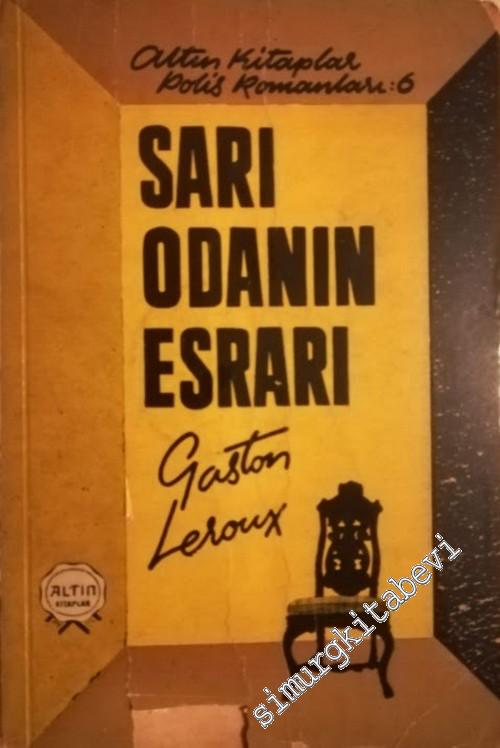 Altın Kitaplar
Polis Romanları: 6
SARI
ODANIN
ESRARI
Gaston
Leroux
ALTIN
KİTAPLAR
simurgkitabevi